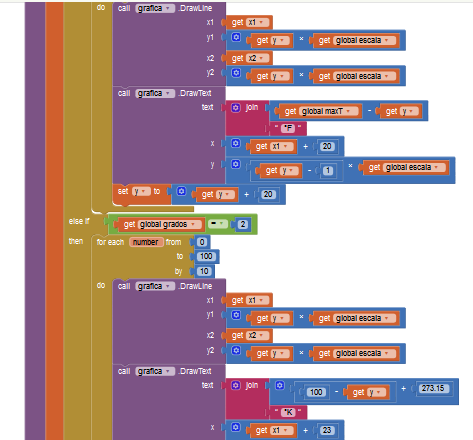 do call grafica .DrawLine
x1 get x1
y1 get y × get global escala
x2 get x2
y2 get y × get global escala
call grafica .DrawText
text join get global maxT - get y
" °F "
x get x1 + 20
y get y - 1 × get global escala
set y to get y + 20
else if get global grados = 2
then for each number from 0
to 100
by 10
do call grafica .DrawLine
x1 get x1
y1 get y × get global escala
x2 get x2
y2 get y × get global escala
call grafica .DrawText
text join 100 - get y + 273.15
" °K "
x get x1 + 23